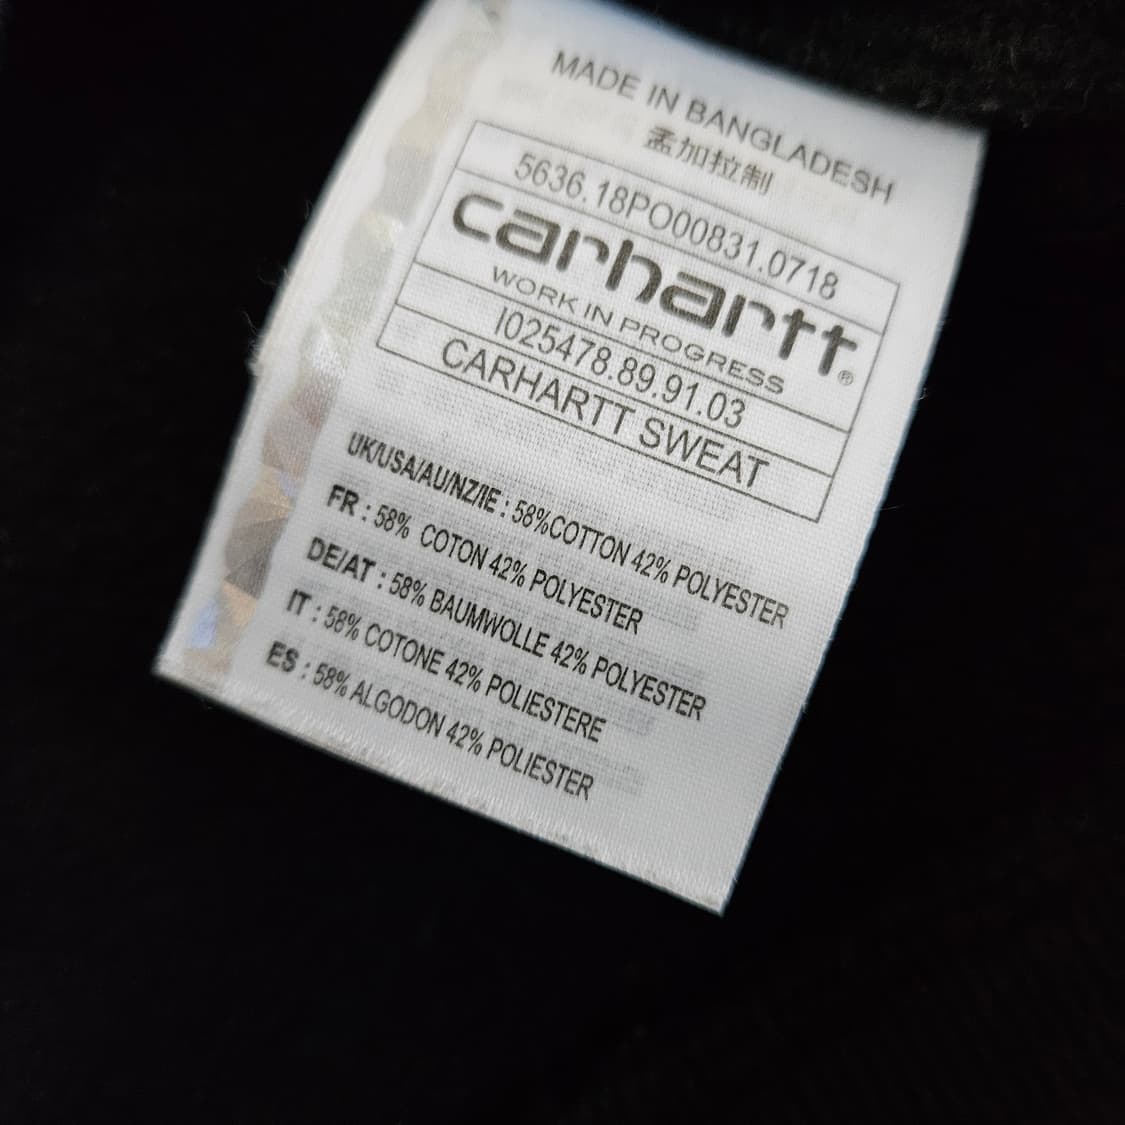 MADE IN BANGLADESH
孟加拉制
5636.18PO00831.0718
carhartt®
WORK IN PROGRESS
I025478.89.91.03
CARHARTT SWEAT
UK/USA/AU/NZ/IE : 58%COTTON 42% POLYESTER
FR : 58% COTON 42% POLYESTER
DE/AT : 58% BAUMWOLLE 42% POLYESTER
IT : 58% COTONE 42% POLIESTERE
ES : 58% ALGODON 42% POLIESTER